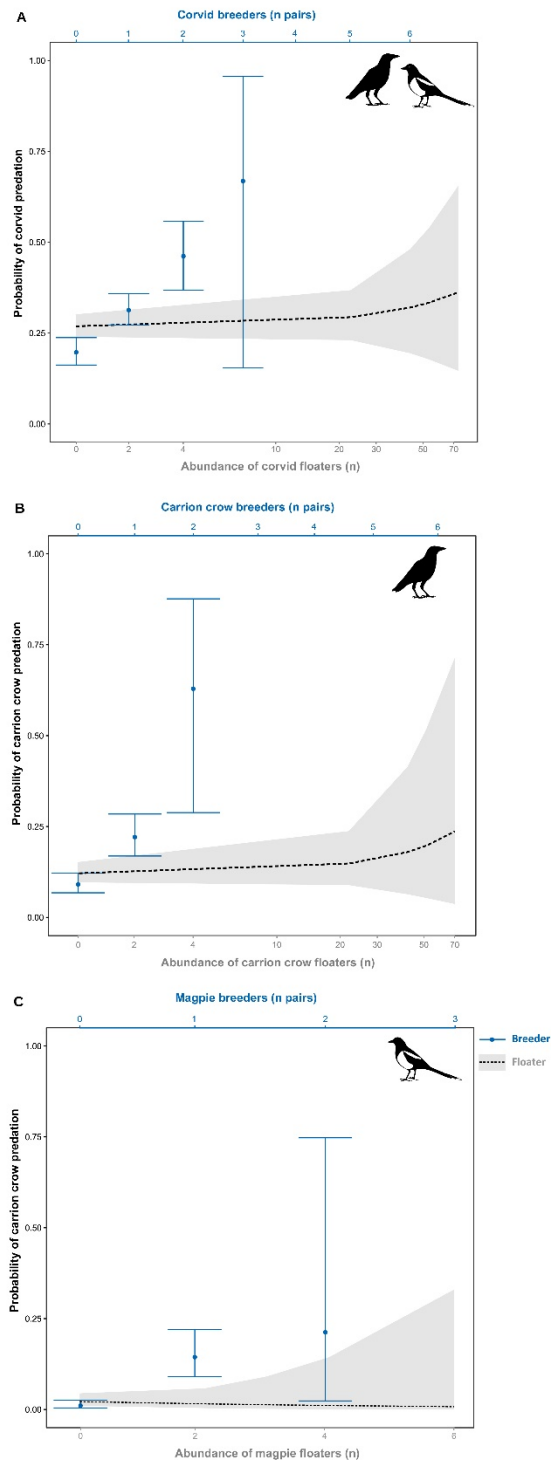 A
Corvid breeders (n pairs)
0 1 2 3 4 5 6
1.00
0.75
0.50
0.25
0.00
Probability of corvid predation
0 2 4 10 20 30 50 70
Abundance of corvid floaters (n)
B
Carrion crow breeders (n pairs)
0 1 2 3 4 5 6
1.00
0.75
0.50
0.25
0.00
Probability of carrion crow predation
0 2 4 10 20 30 50 70
Abundance of carrion crow floaters (n)
C
Magpie breeders (n pairs)
0 1 2 3
1.00
0.75
0.50
0.25
0.00
Probability of carrion crow predation
Breeder
Floater
0 2 4 6
Abundance of magpie floaters (n)